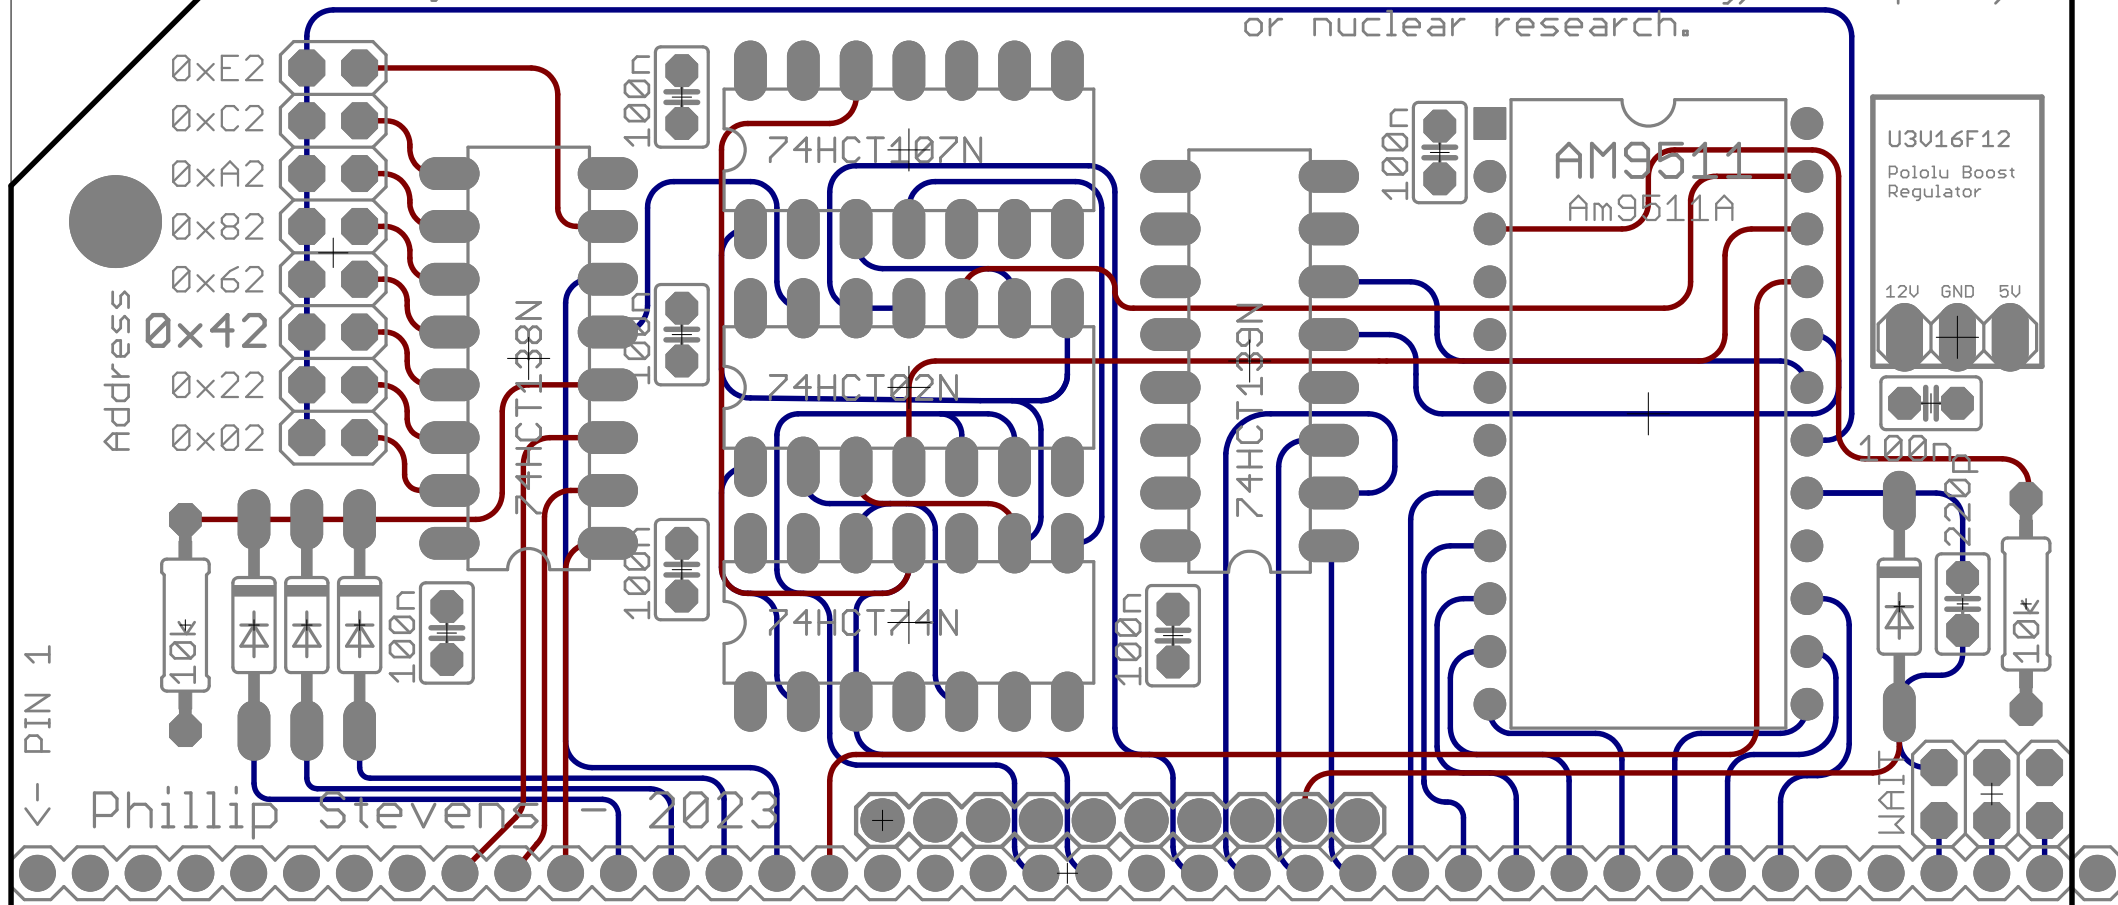 or nuclear research.
0xE2
0xC2
0xA2
0x82
0x62
0x42
0x22
0x02
Address
100n
74HCT107N
100n
AM9511
Am9511A
U3V16F12
Pololu Boost
Regulator
12V GND 5V
74HCT138N
100n
74HCT02N
74HCT139N
100n
220p
100n
74HCT74N
10k
100n
100n
10k
<- PIN 1
WAIT
Phillip Stevens - 2023